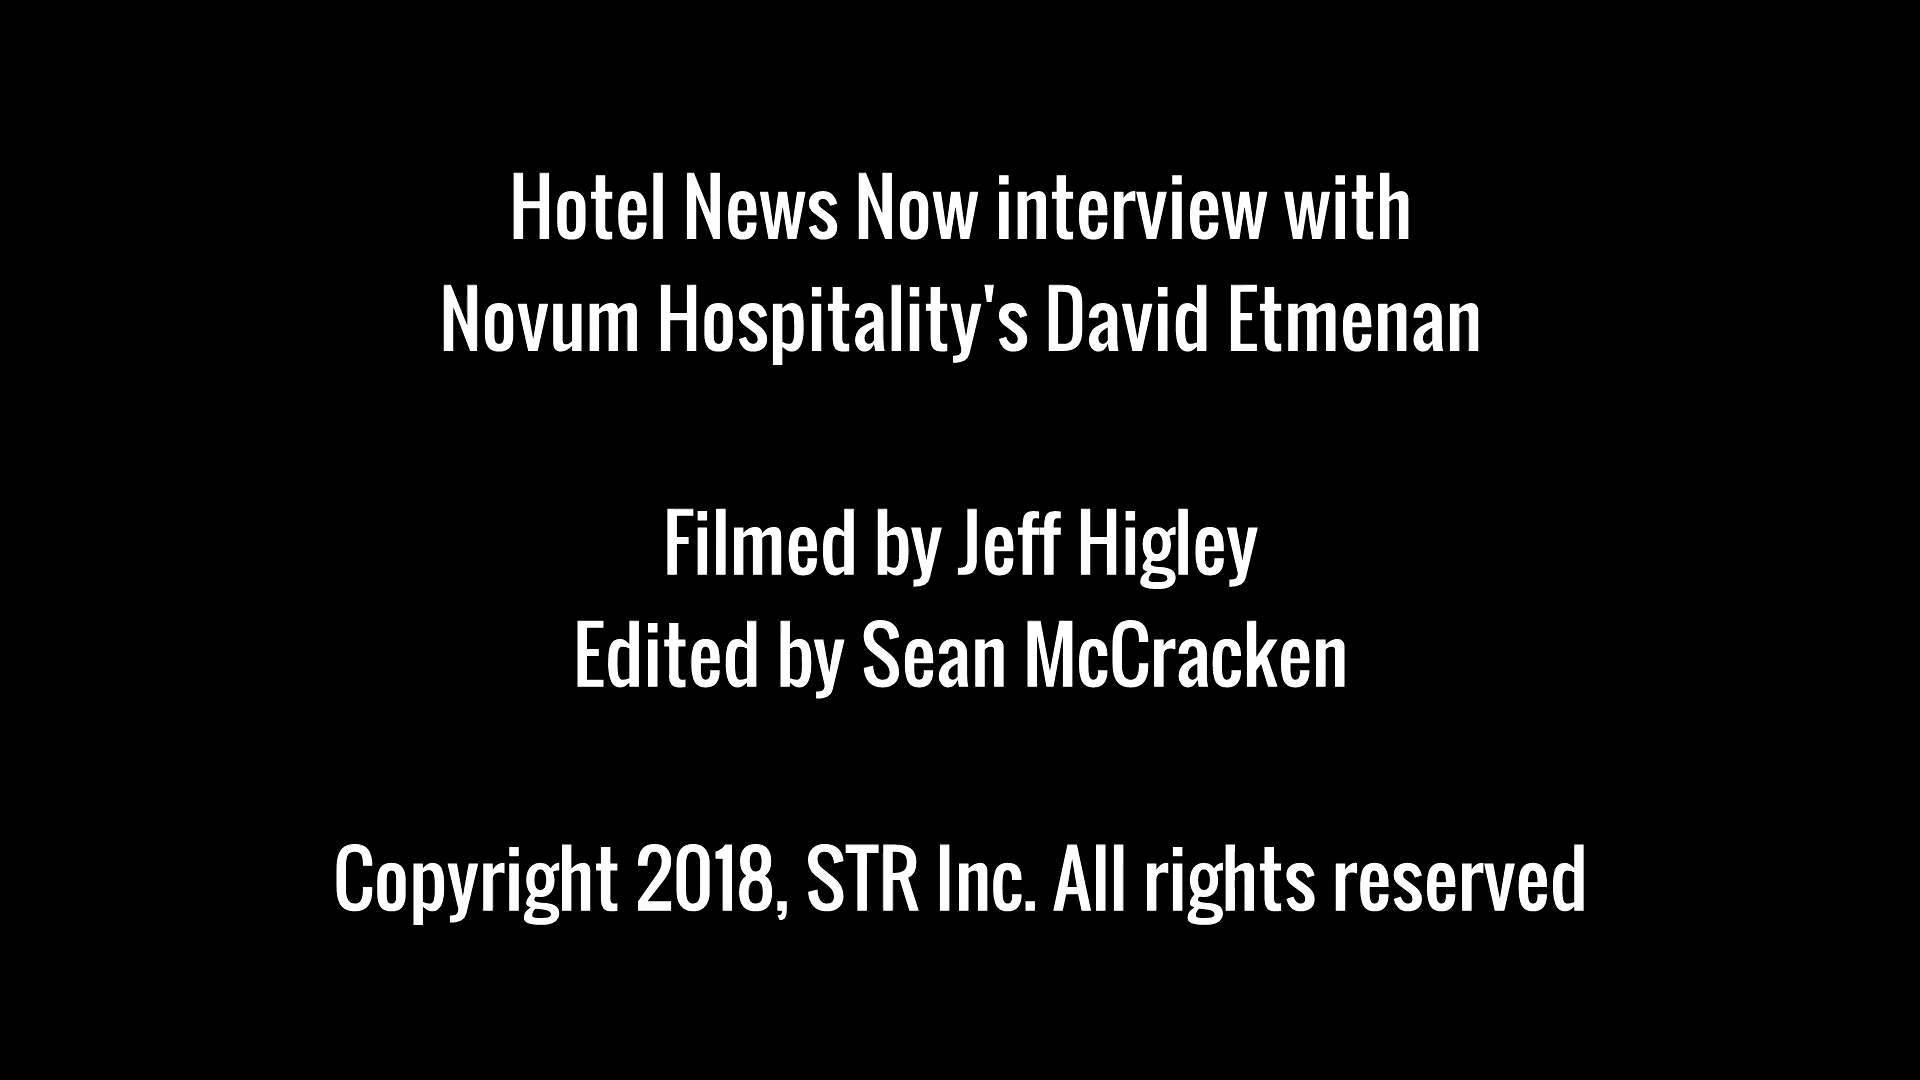 Hotel News Now interview with
Novum Hospitality's David Etmenan
Filmed by Jeff Higley
Edited by Sean McCracken
Copyright 2018, STR Inc. All rights reserved